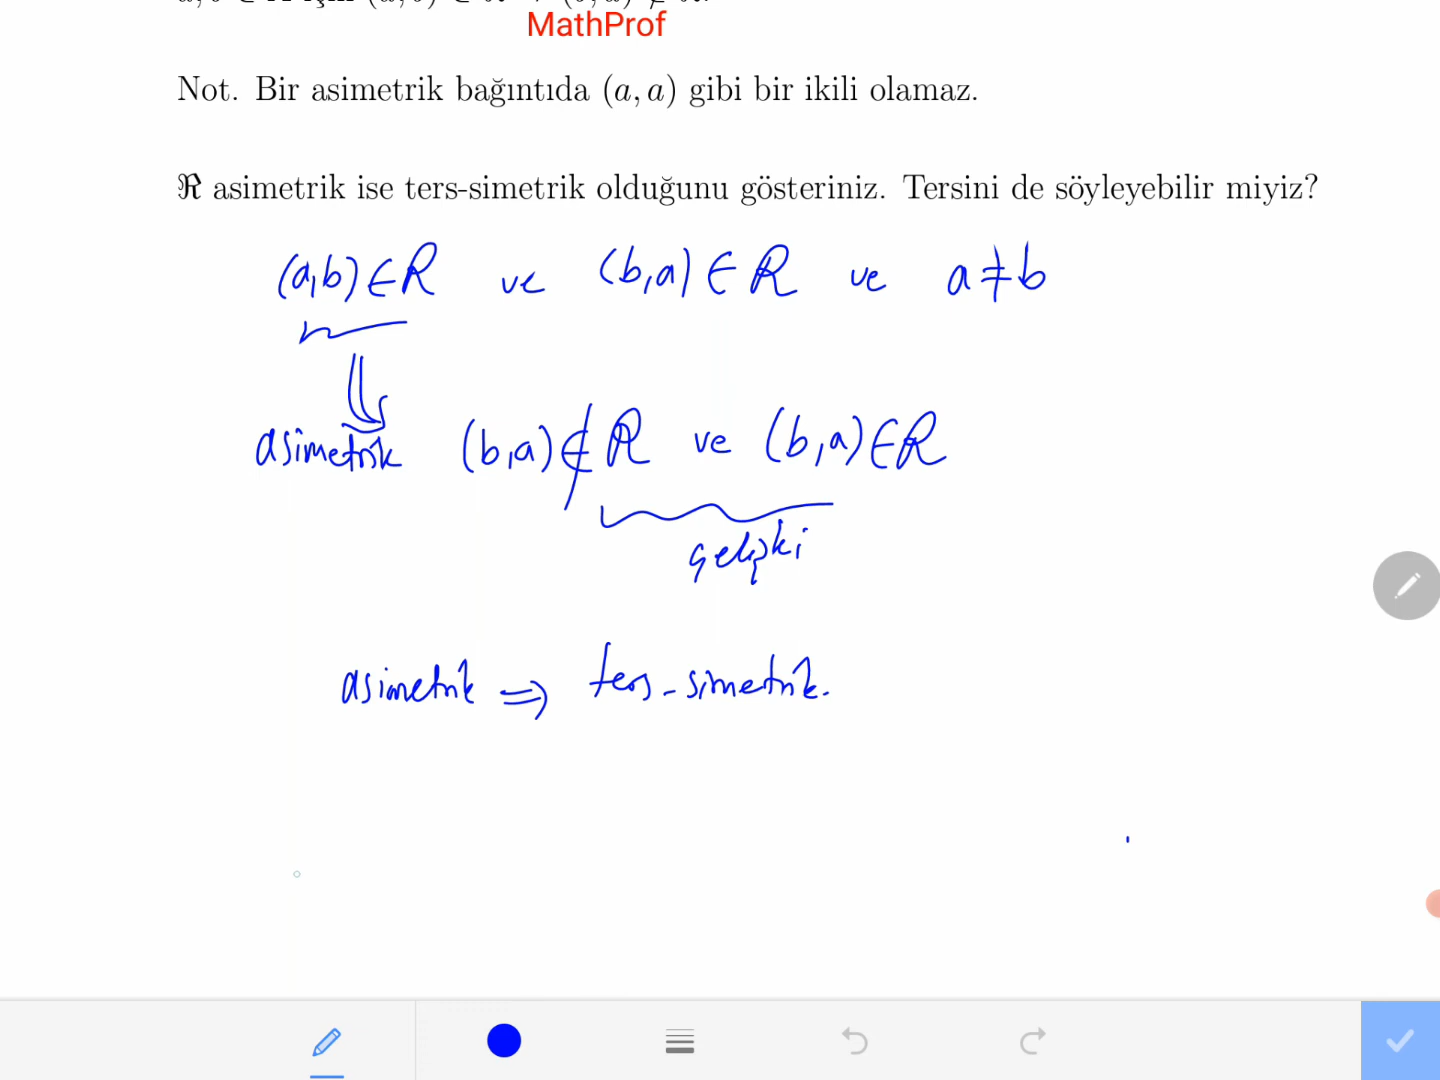 MathProf
Not. Bir asimetrik bağıntıda (a, a) gibi bir ikili olamaz.
ℜ asimetrik ise ters-simetrik olduğunu gösteriniz. Tersini de söyleyebilir miyiz?
(a,b)∈R ve (b,a)∈R ve a≠b
asimetrik (b,a)∉R ve (b,a)∈R
çelişki
asimetrik ⇒ ters-simetrik.